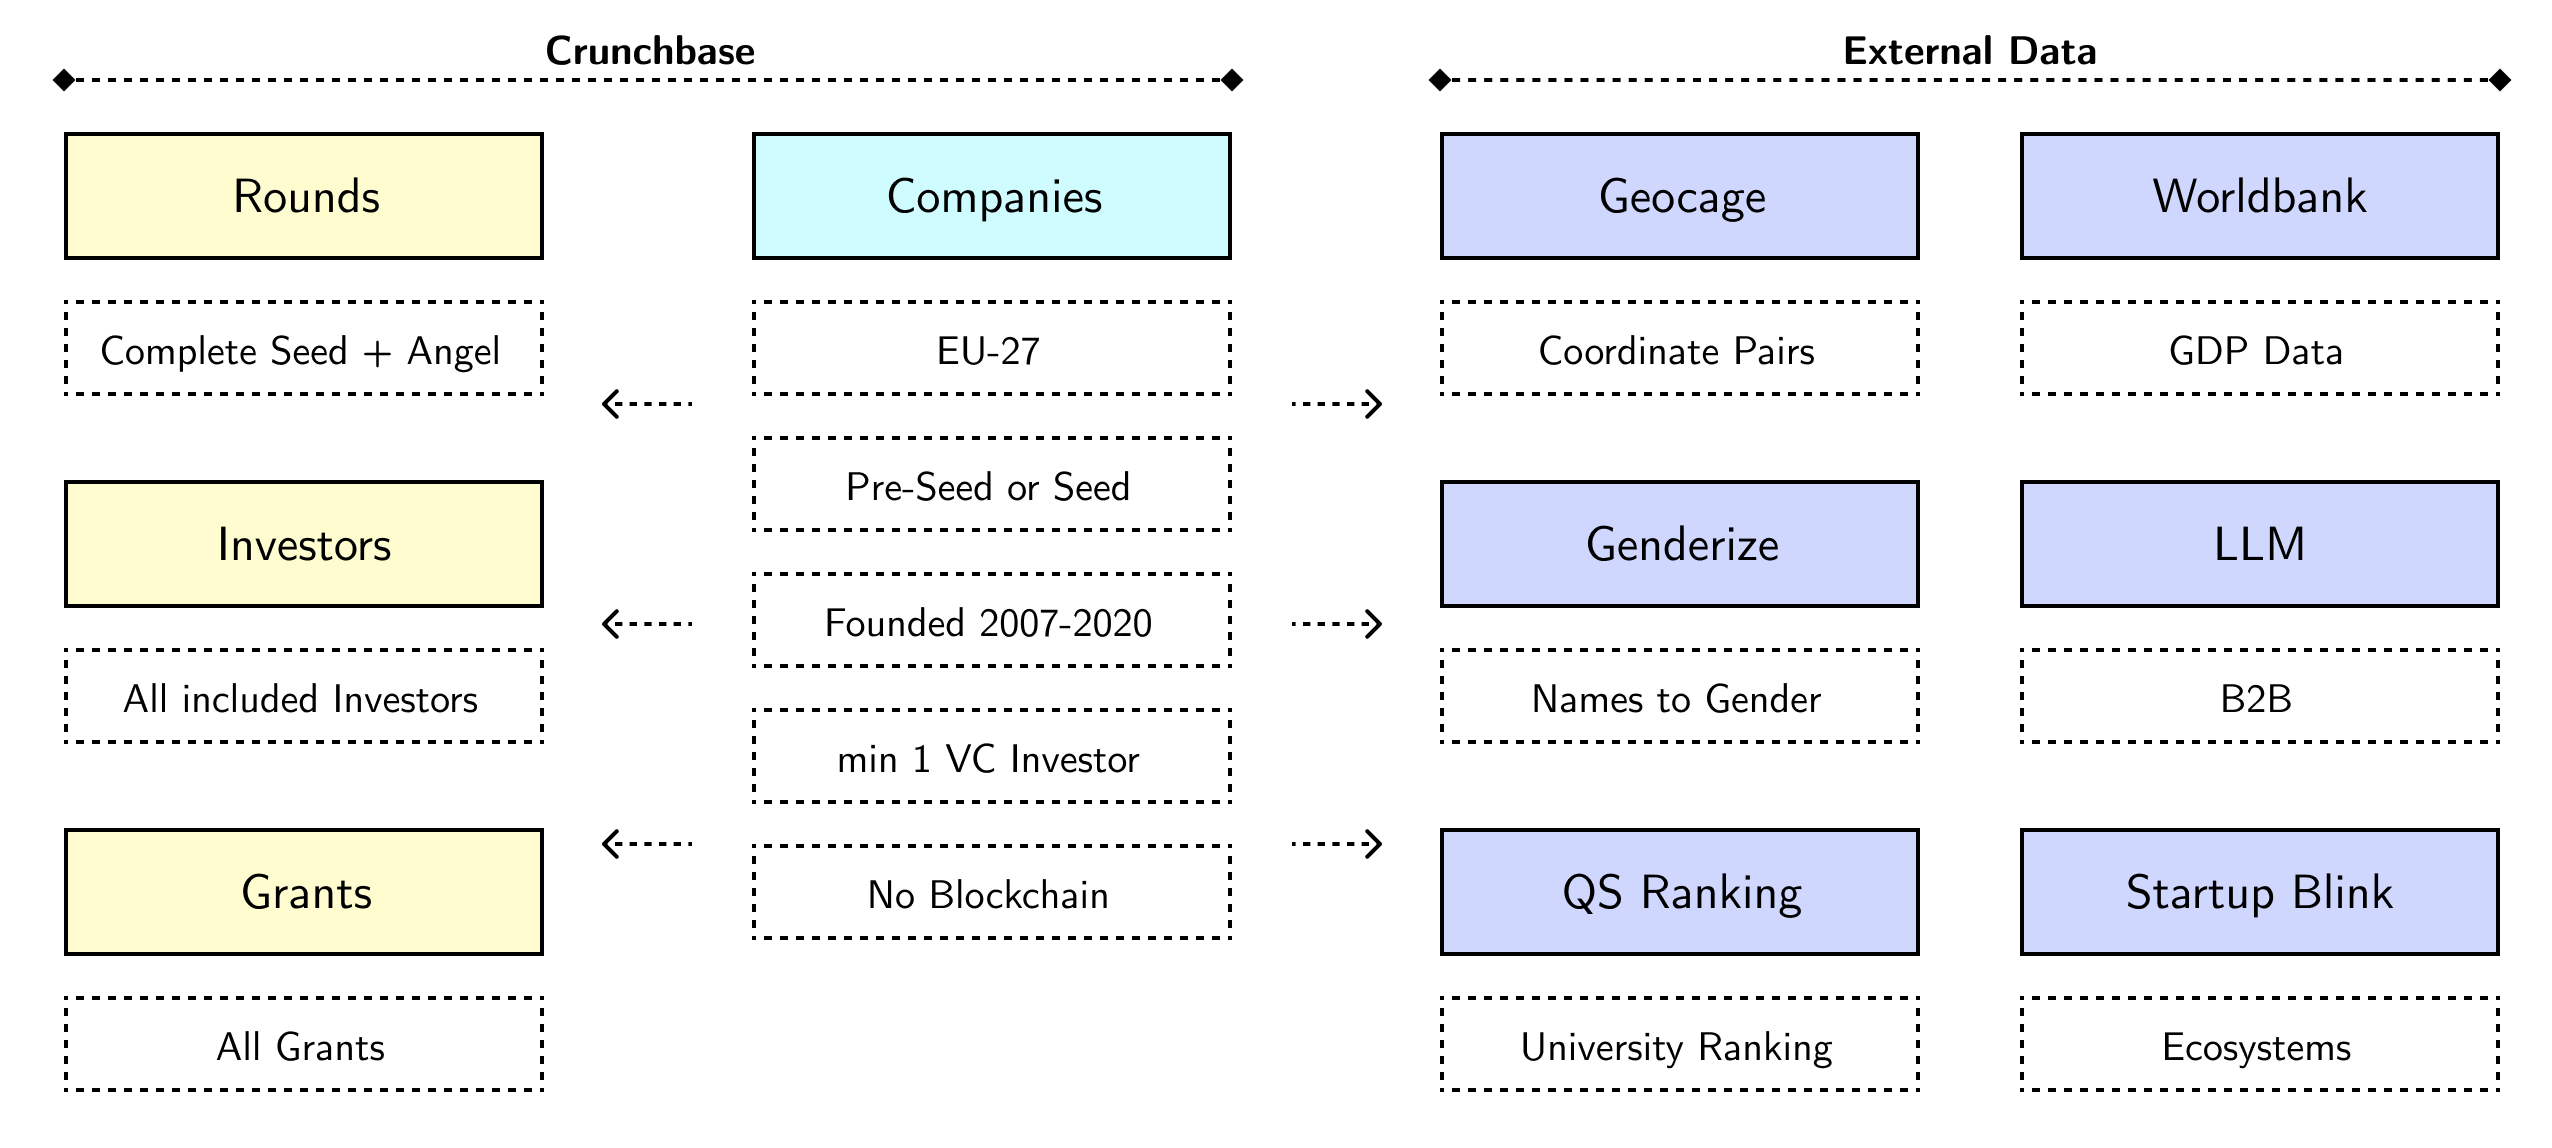 Crunchbase
External Data
Rounds
Companies
Geocage
Worldbank
Complete Seed + Angel
EU-27
Coordinate Pairs
GDP Data
Pre-Seed or Seed
Investors
Genderize
LLM
Founded 2007-2020
All included Investors
Names to Gender
B2B
min 1 VC Investor
Grants
No Blockchain
QS Ranking
Startup Blink
All Grants
University Ranking
Ecosystems